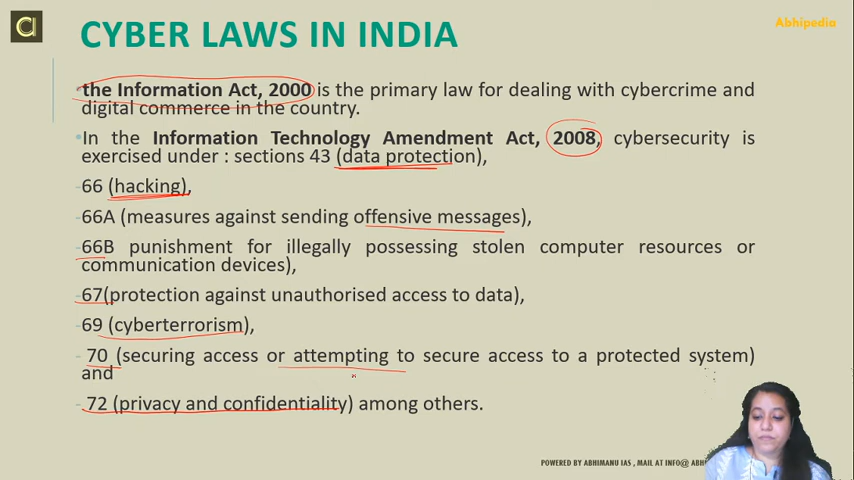 CYBER LAWS IN INDIA
Abhipedia
the Information Act, 2000 is the primary law for dealing with cybercrime and
digital commerce in the country.
In the Information Technology Amendment Act, 2008, cybersecurity is
exercised under : sections 43 (data protection),
-66 (hacking),
-66A (measures against sending offensive messages),
-66B punishment for illegally possessing stolen computer resources or
communication devices),
-67(protection against unauthorised access to data),
-69 (cyberterrorism),
- 70 (securing access or attempting to secure access to a protected system)
and
- 72 (privacy and confidentiality) among others.
POWERED BY ABHIMANU IAS , MAIL AT INFO@